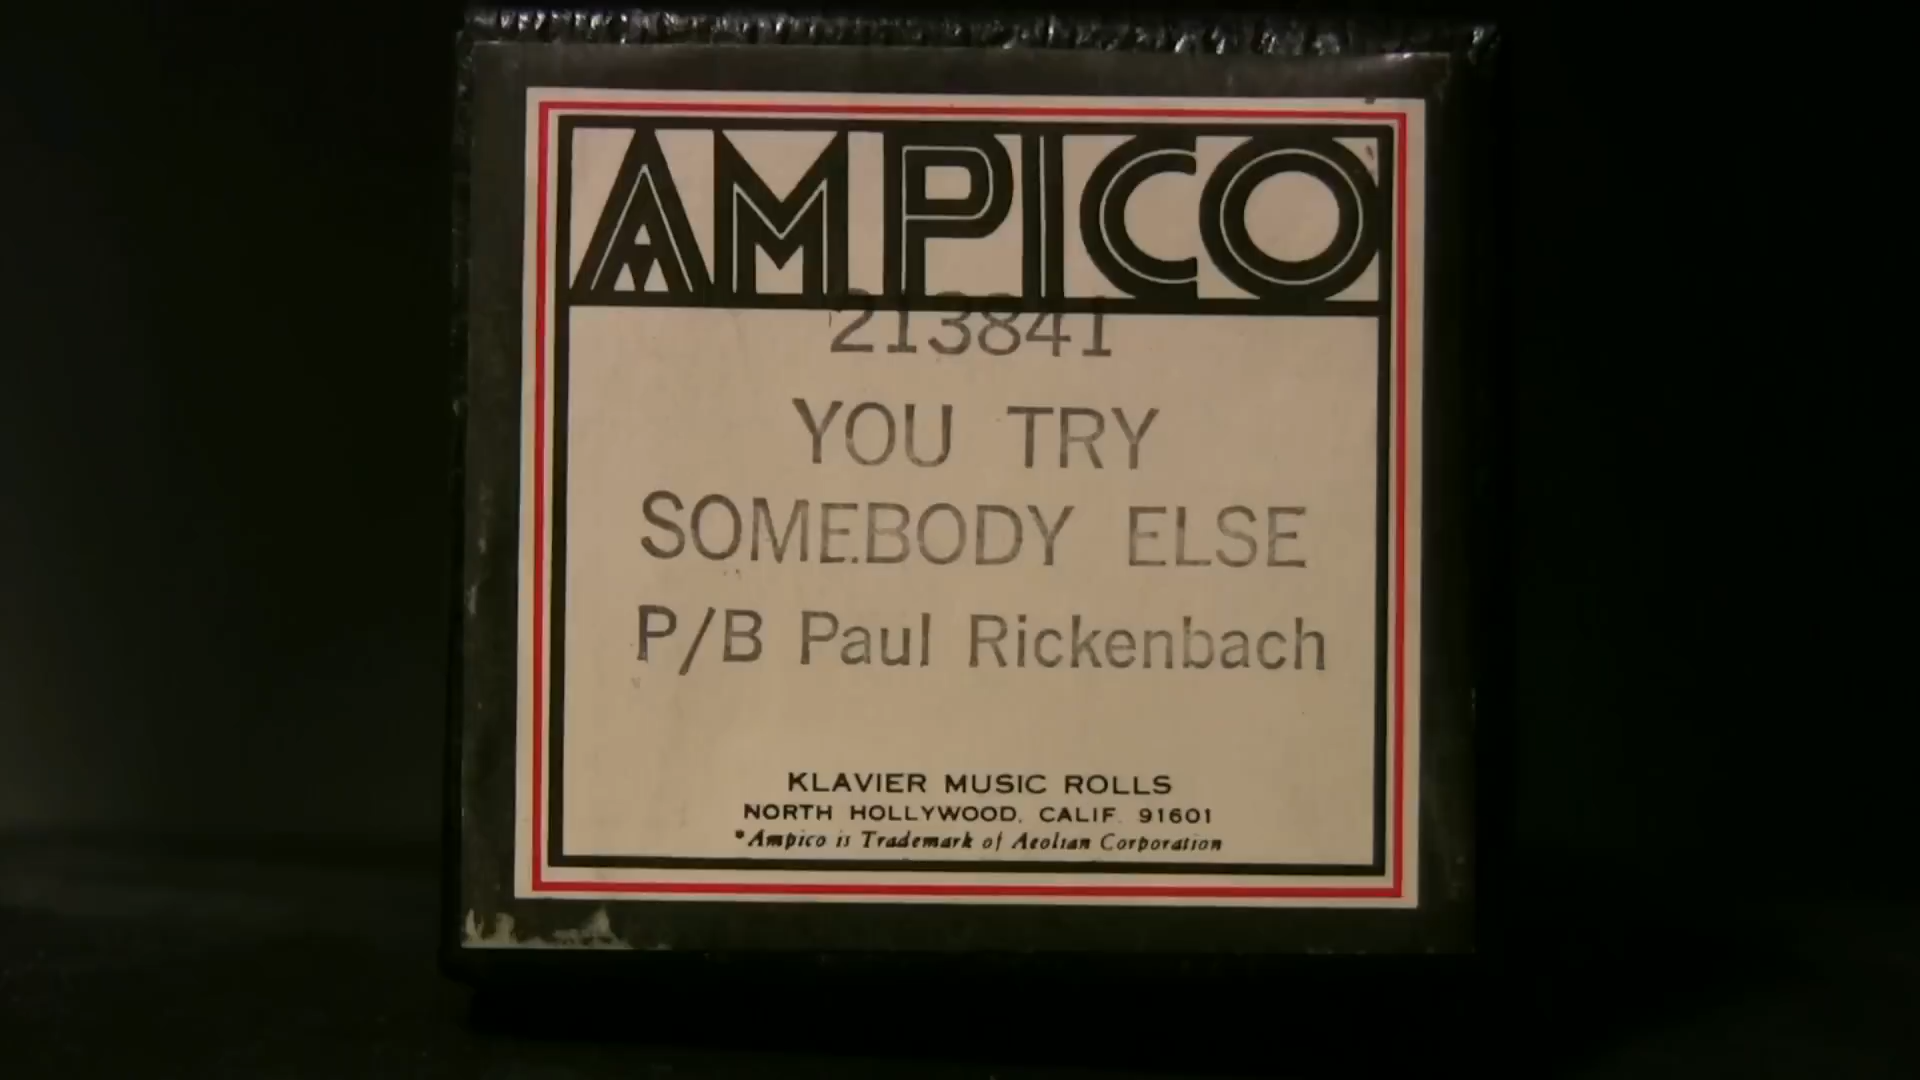 AMPICO
213841
YOU TRY
SOMEBODY ELSE
P/B Paul Rickenbach
KLAVIER MUSIC ROLLS
NORTH HOLLYWOOD, CALIF. 91601
*Ampico is Trademark of Aeolian Corporation